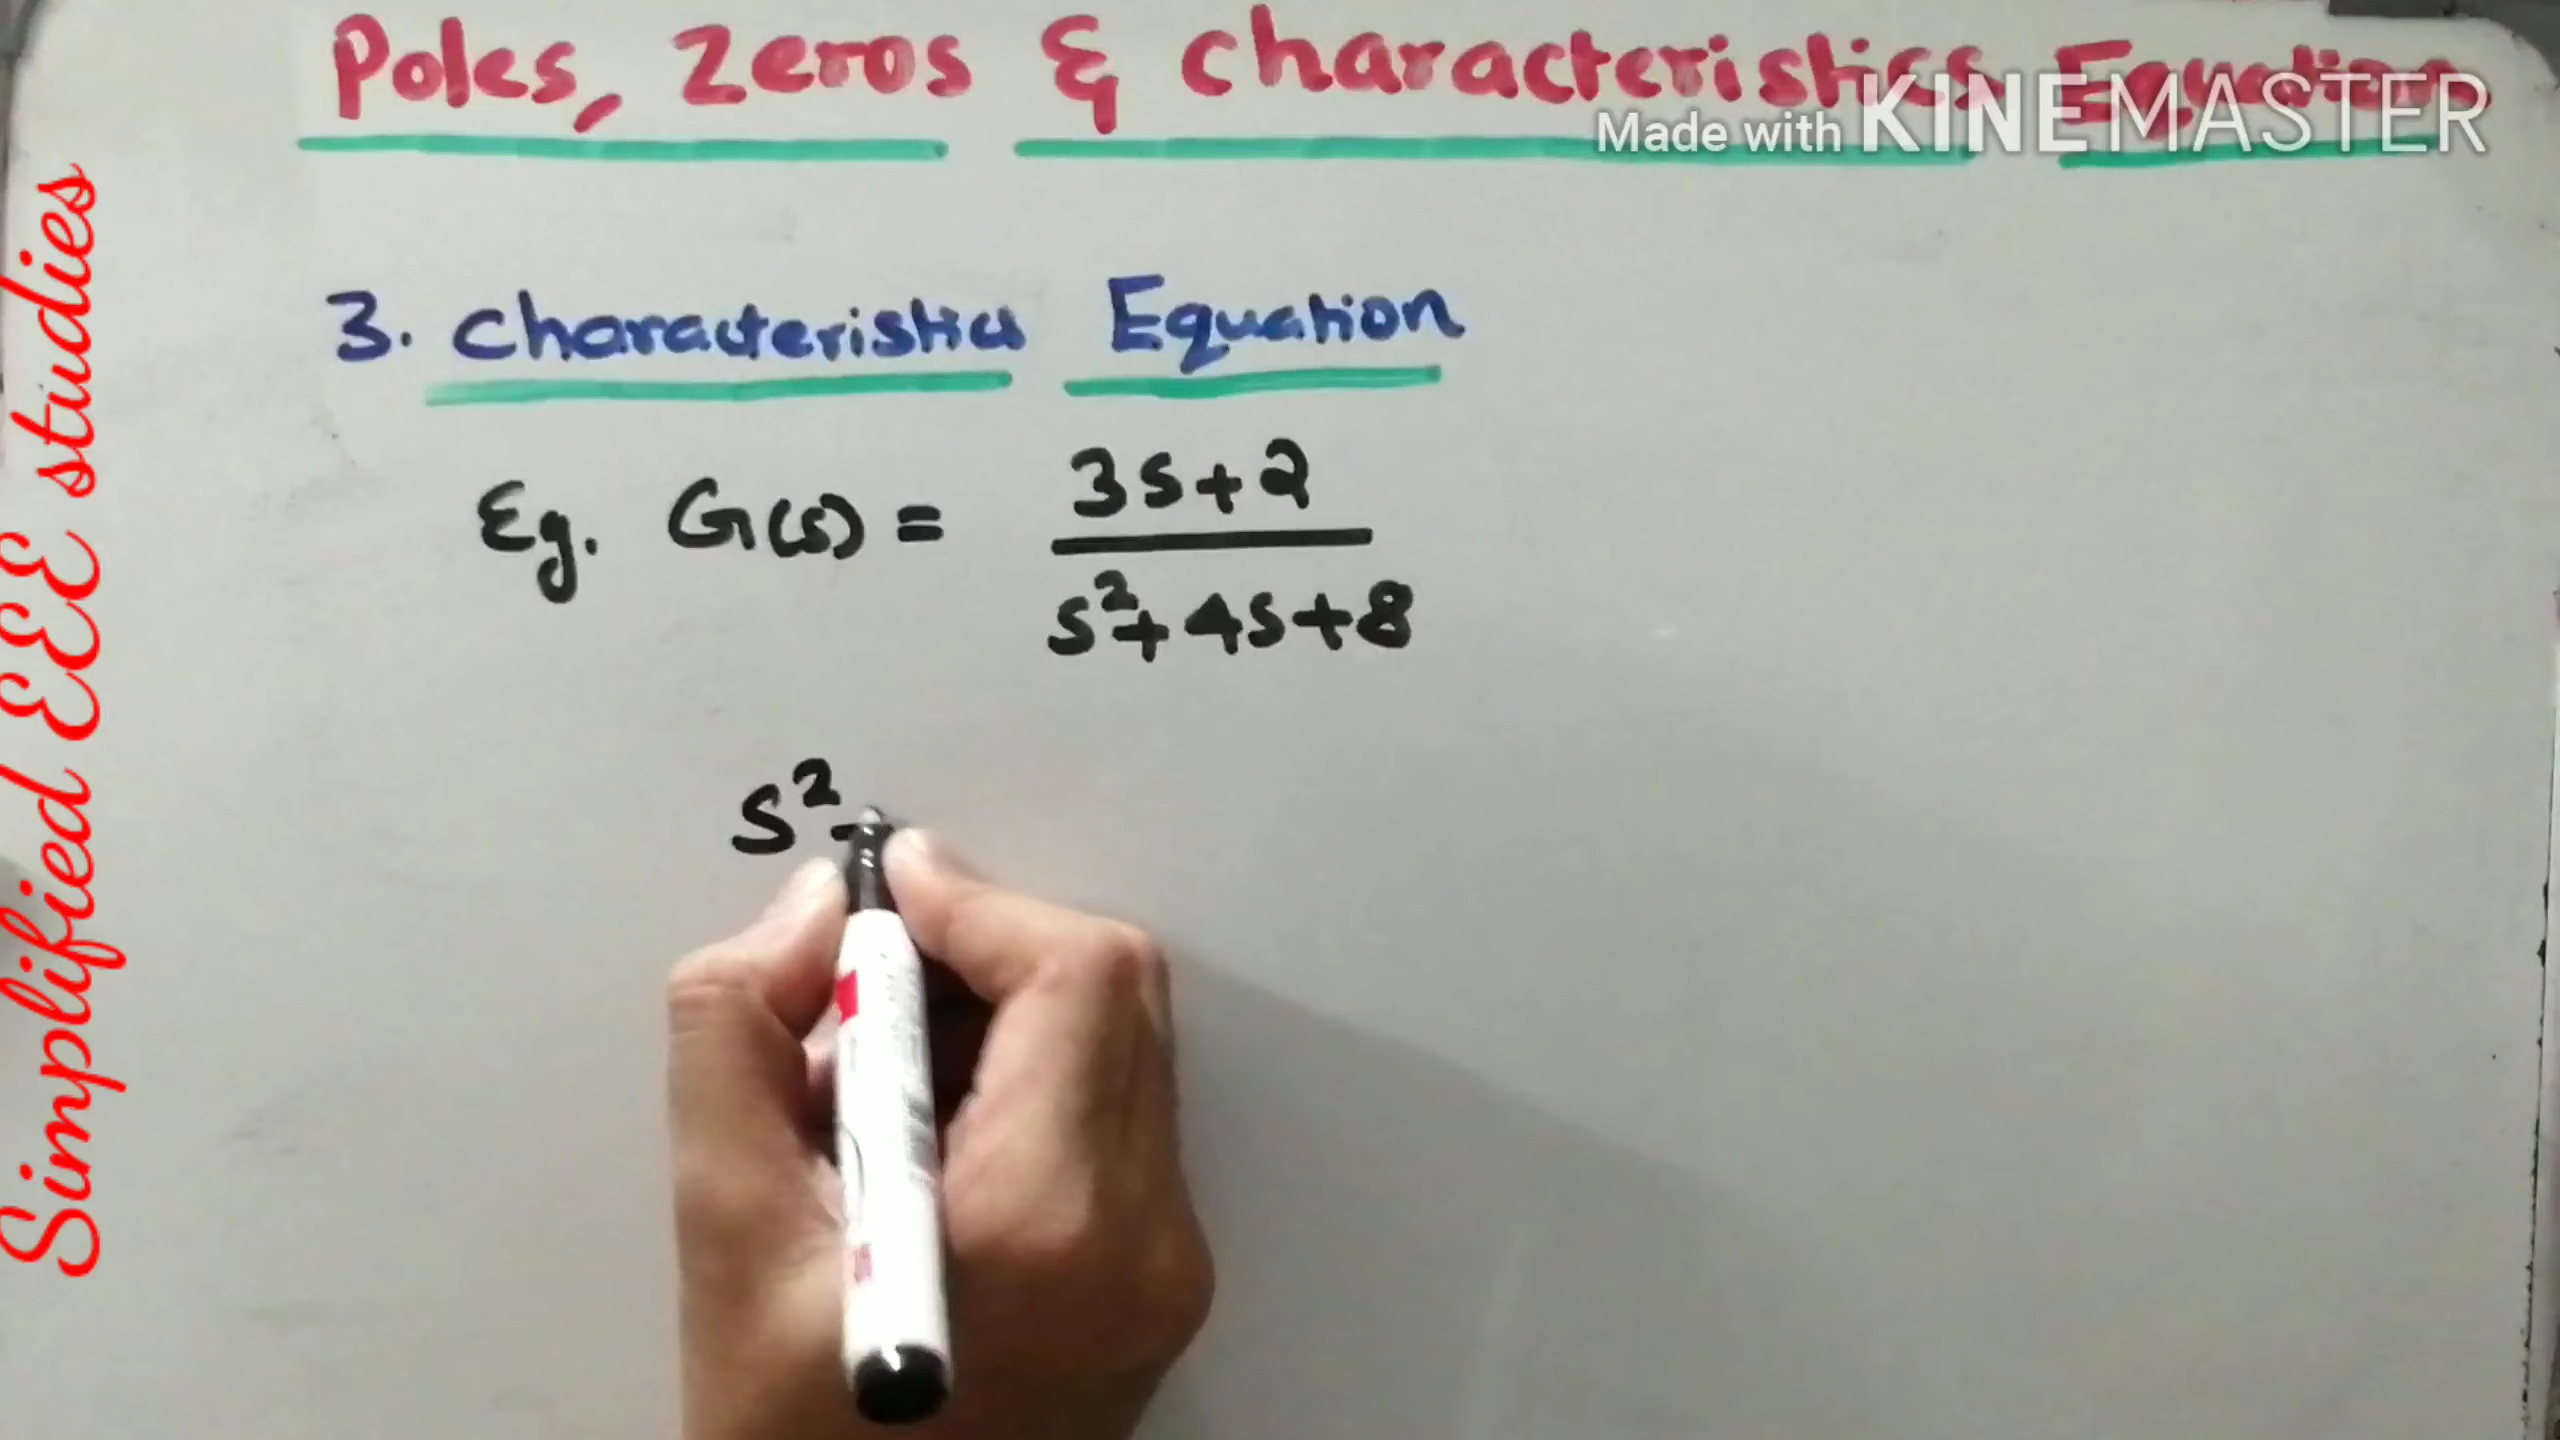 Poles, Zeros & characteristics Equation
Made with KINEMASTER
Simplified EEE studies
3. characteristics Equation
Eg. G(s) = 3s+2
s²+4s+8
s²